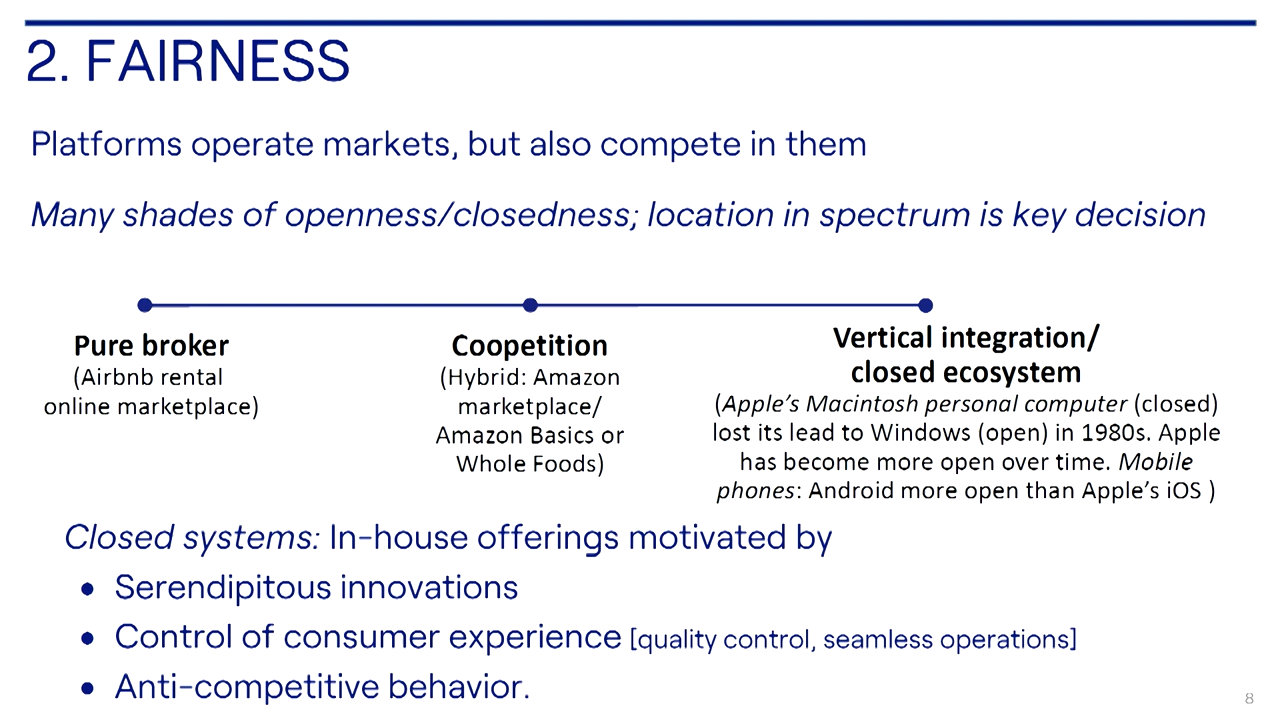 2. FAIRNESS
Platforms operate markets, but also compete in them
Many shades of openness/closedness; location in spectrum is key decision
Pure broker
(Airbnb rental
online marketplace)
Coopetition
(Hybrid: Amazon
marketplace/
Amazon Basics or
Whole Foods)
Vertical integration/
closed ecosystem
(Apple’s Macintosh personal computer (closed)
lost its lead to Windows (open) in 1980s. Apple
has become more open over time. Mobile
phones: Android more open than Apple’s iOS )
Closed systems: In-house offerings motivated by
• Serendipitous innovations
• Control of consumer experience [quality control, seamless operations]
• Anti-competitive behavior.
8